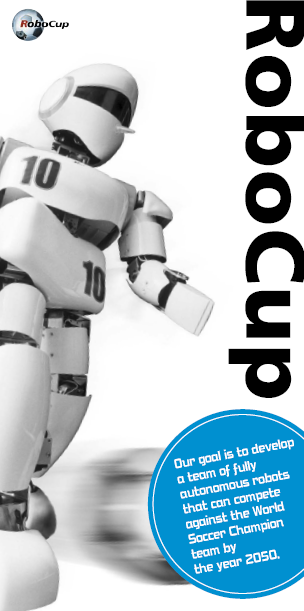 RoboCup
RoboCup
10
10
Our goal is to develop
a team of fully
autonomous robots
that can compete
against the World
Soccer Champion
team by
the year 2050.